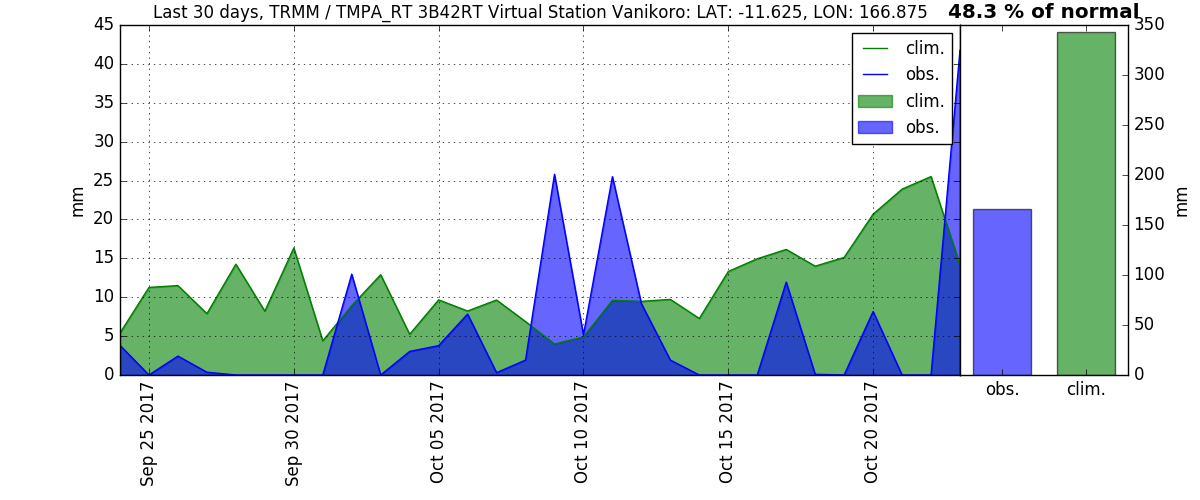 Last 30 days, TRMM / TMPA_RT 3B42RT Virtual Station Vanikoro: LAT: -11.625, LON: 166.875
48.3 % of normal
45
40
35
30
25
20
15
10
5
0
mm
clim.
obs.
clim.
obs.
Sep 25 2017
Sep 30 2017
Oct 05 2017
Oct 10 2017
Oct 15 2017
Oct 20 2017
obs.
clim.
350
300
250
200
150
100
50
0
mm